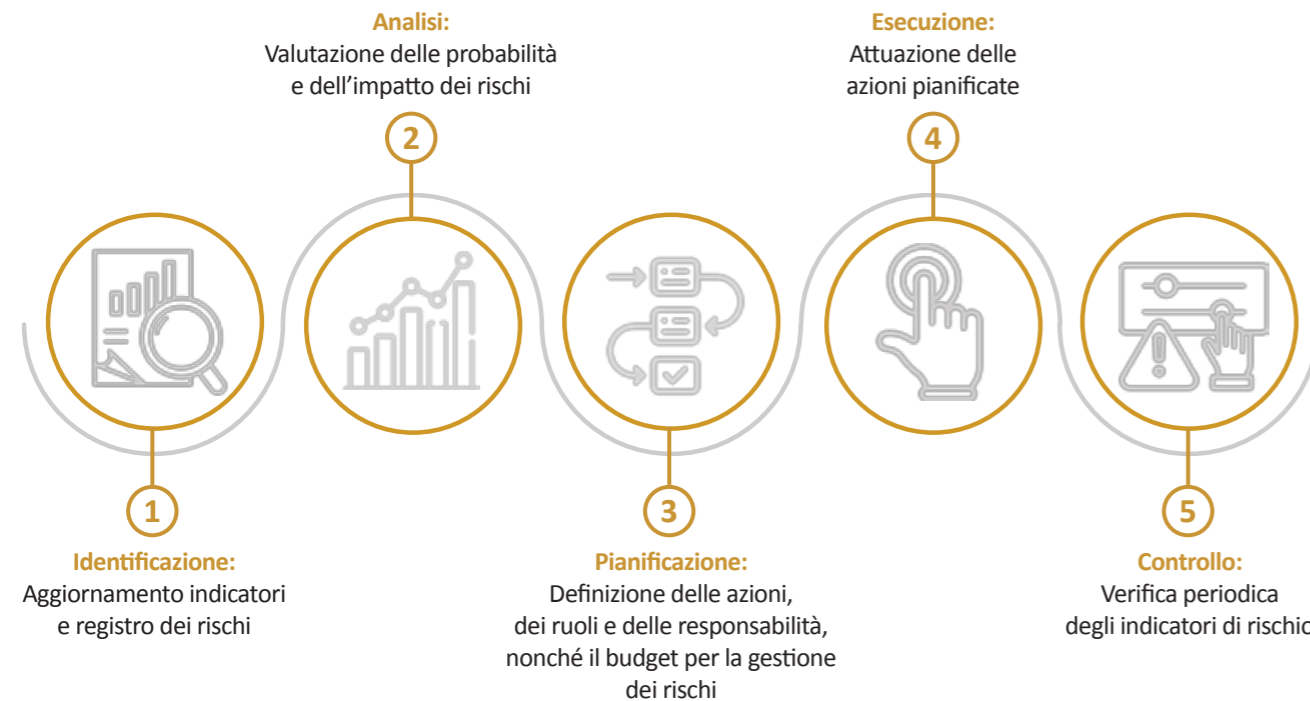 1
Identificazione:
Aggiornamento indicatori
e registro dei rischi
Analisi:
Valutazione delle probabilità
e dell’impatto dei rischi
2
3
Pianificazione:
Definizione delle azioni,
dei ruoli e delle responsabilità,
nonché il budget per la gestione
dei rischi
Esecuzione:
Attuazione delle
azioni pianificate
4
5
Controllo:
Verifica periodica
degli indicatori di rischio